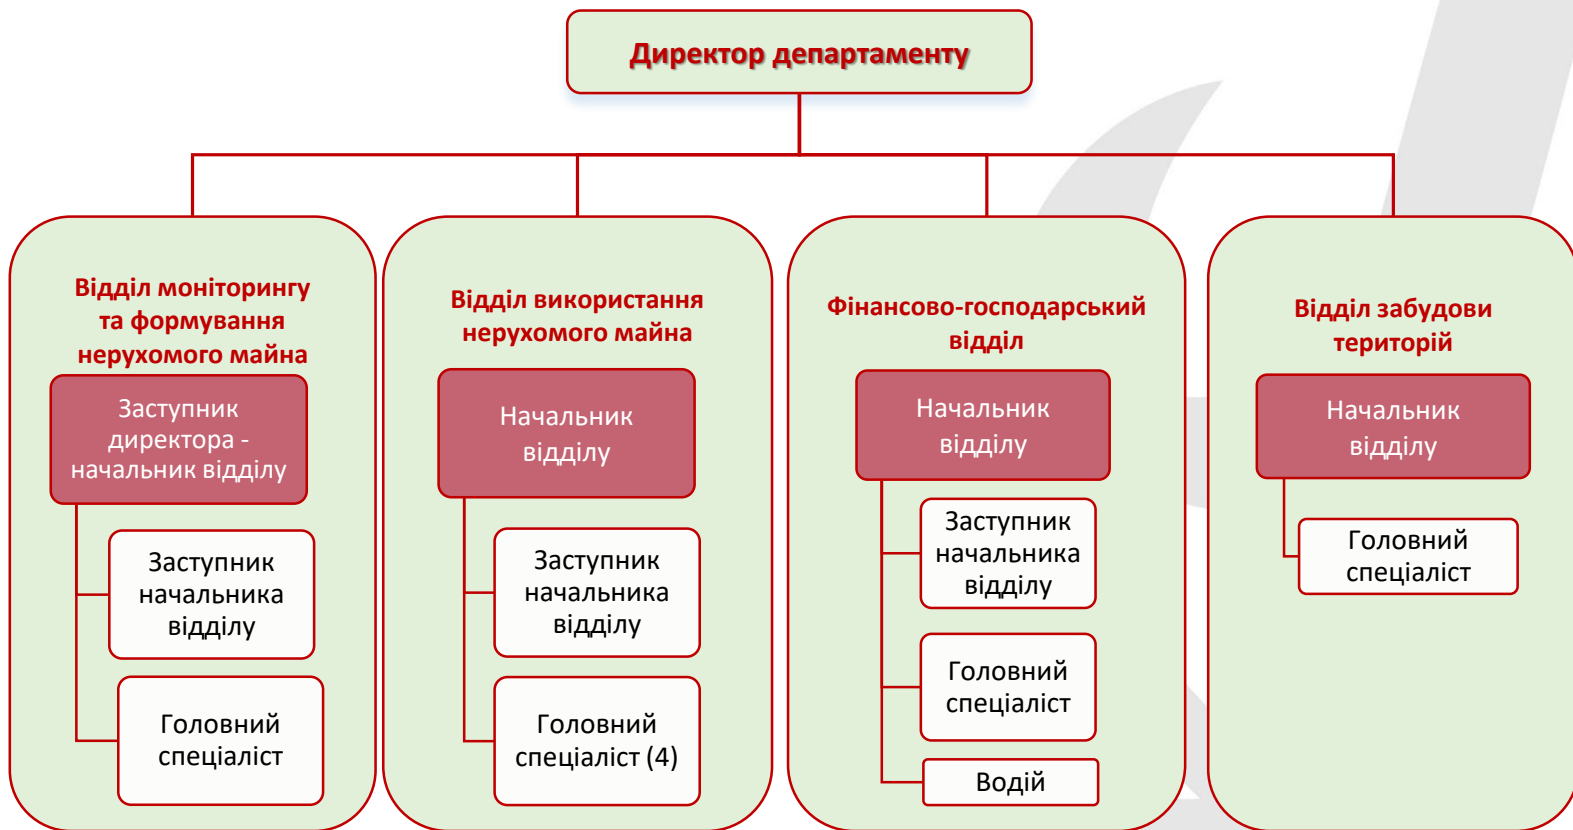 Директор департаменту
Відділ моніторингу
та формування
нерухомого майна
Заступник
директора -
начальник відділу
Заступник
начальника
відділу
Головний
спеціаліст
Відділ використання
нерухомого майна
Начальник
відділу
Заступник
начальника
відділу
Головний
спеціаліст (4)
Фінансово-господарський
відділ
Начальник
відділу
Заступник
начальника
відділу
Головний
спеціаліст
Водій
Відділ забудови
територій
Начальник
відділу
Головний
спеціаліст